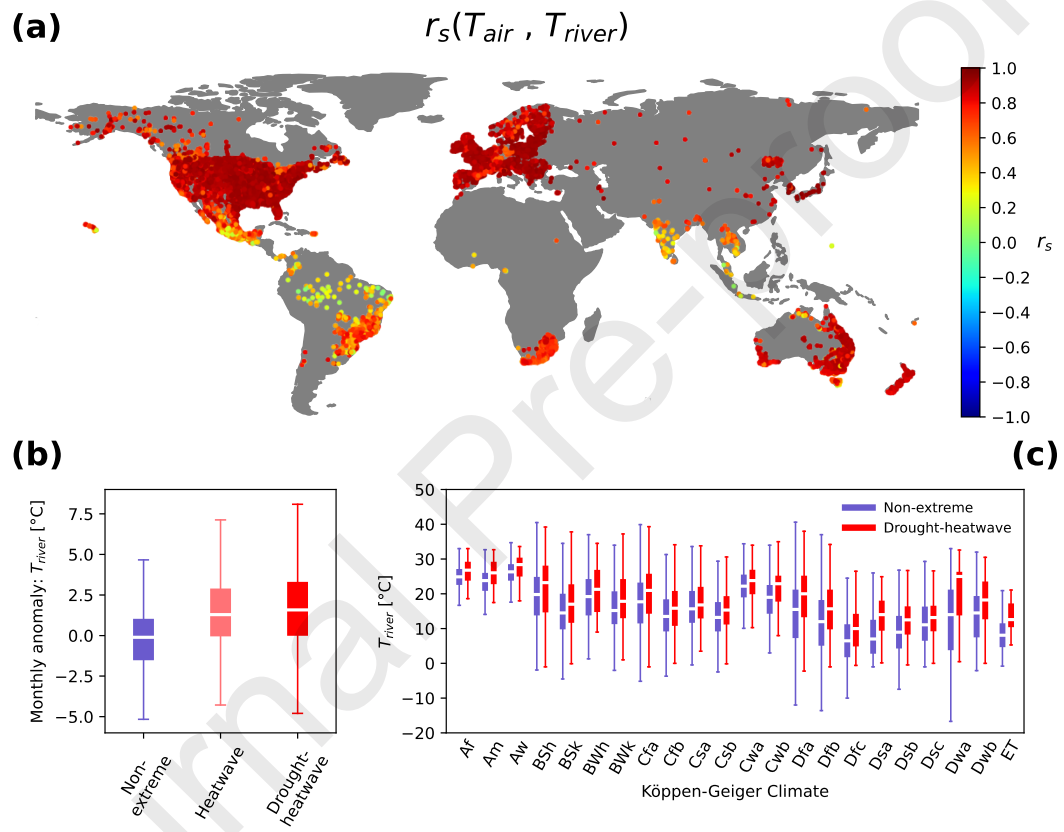 (a)
r_s(T_air , T_river)
1.0
0.8
0.6
0.4
0.2
0.0
−0.2
−0.4
−0.6
−0.8
−1.0
r_s
(b)
Monthly anomaly: T_river [°C]
7.5
5.0
2.5
0.0
−2.5
−5.0
Non-
extreme
Heatwave
Drought-
heatwave
(c)
T_river [°C]
50
40
30
20
10
0
−10
−20
Non-extreme
Drought-heatwave
Af Am Aw BSh BSk BWh BWk Cfa Cfb Csa Csb Cwa Cwb Dfa Dfb Dfc Dsa Dsb Dsc Dwa Dwb ET
Köppen-Geiger Climate
rnal Pre-proo